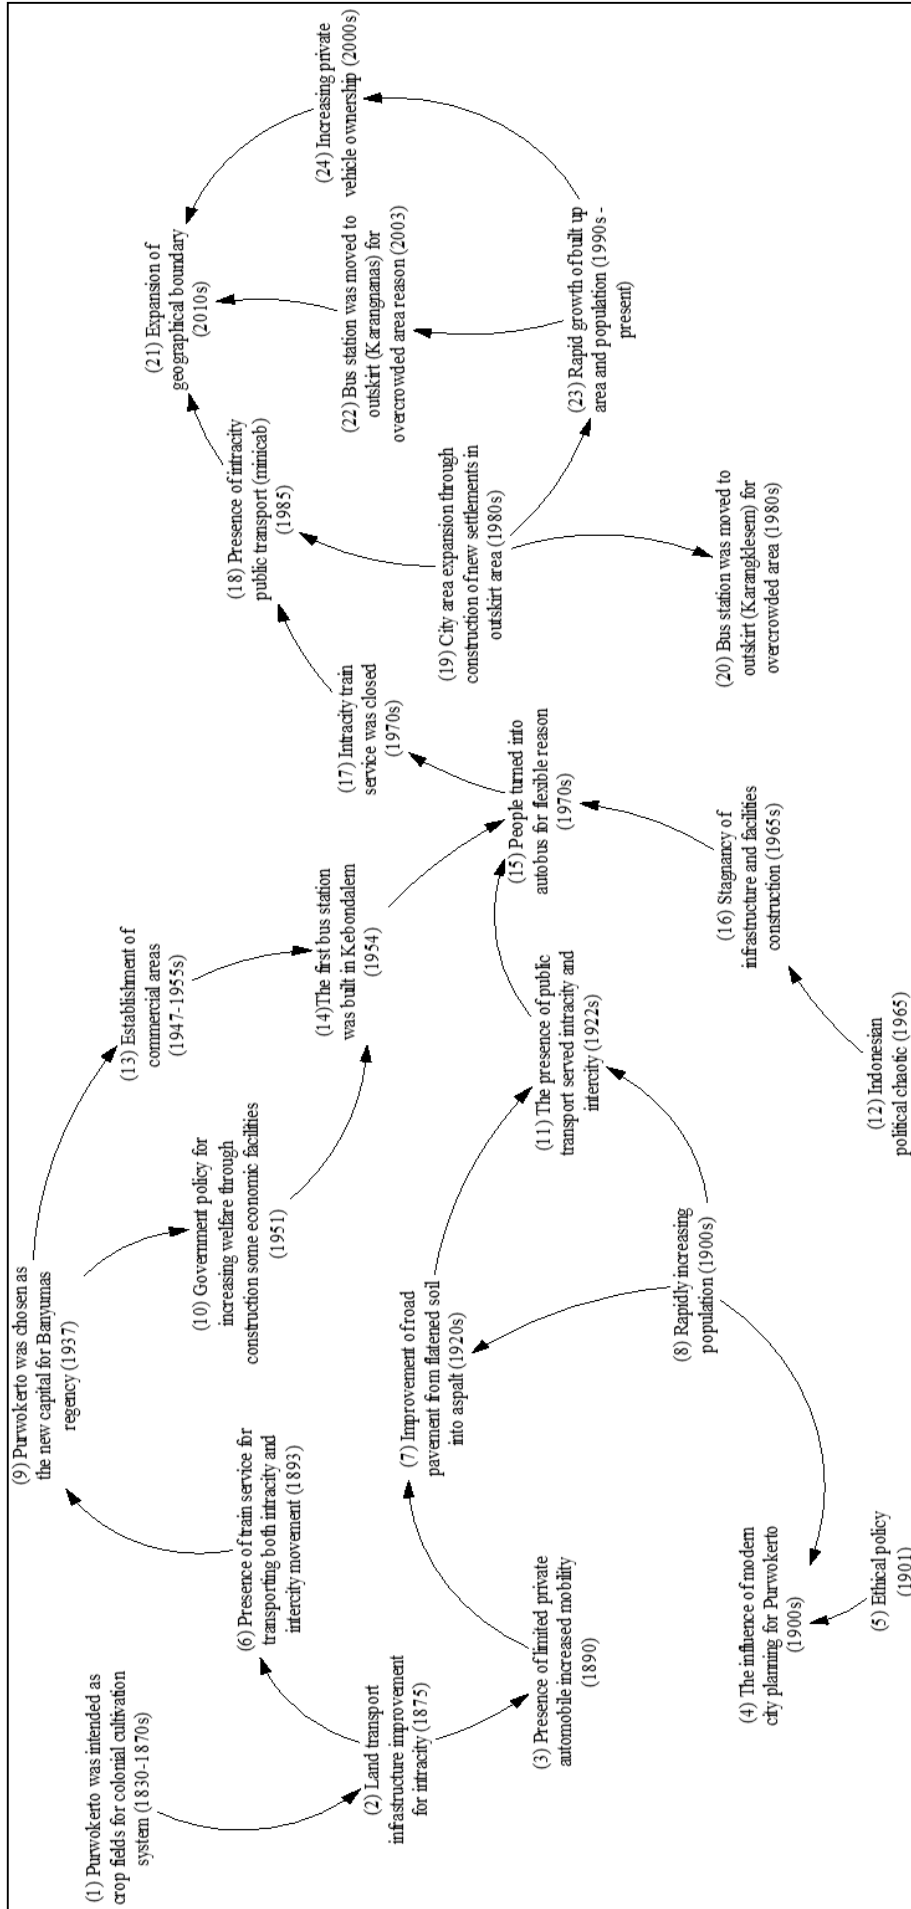 (1) Purwokerto was intended as
crop fields for colonial cultivation
system (1830-1870s)
(2) Land transport
infrastructure improvement
for intracity (1875)
(3) Presence of limited private
automobile increased mobility
(1890)
(4) The influence of modern
city planning for Purwokerto
(1900s)
(5) Ethical policy
(1901)
(6) Presence of train service for
transporting both intracity and
intercity movement (1893)
(7) Improvement of road
pavement from flatened soil
into aspalt (1920s)
(8) Rapidly increasing
population (1900s)
(9) Purwokerto was chosen as
the new capital for Banyumas
regency (1937)
(10) Government policy for
increasing welfare through
construction some economic facilities
(1951)
(11) The presence of public
transport served intracity and
intercity (1922s)
(12) Indonesian
political chaotic (1965)
(13) Establishment of
commercial areas
(1947-1955s)
(14)The first bus station
was built in Kebondalem
(1954)
(15) People turned into
autobus for flexible reason
(1970s)
(16) Stagnancy of
infrastructure and facilities
construction (1965s)
(17) Intracity train
service was closed
(1970s)
(18) Presence of intracity
public transport (minicab)
(1985)
(19) City area expansion through
construction of new settlements in
outskirt area (1980s)
(20) Bus station was moved to
outskirt (Karangklesem) for
overcrowded area (1980s)
(21) Expansion of
geographical boundary
(2010s)
(22) Bus station was moved to
outskirt (Karangnanas) for
overcrowded area reason (2003)
(23) Rapid growth of built up
area and population (1990s -
present)
(24) Increasing private
vehicle ownership (2000s)